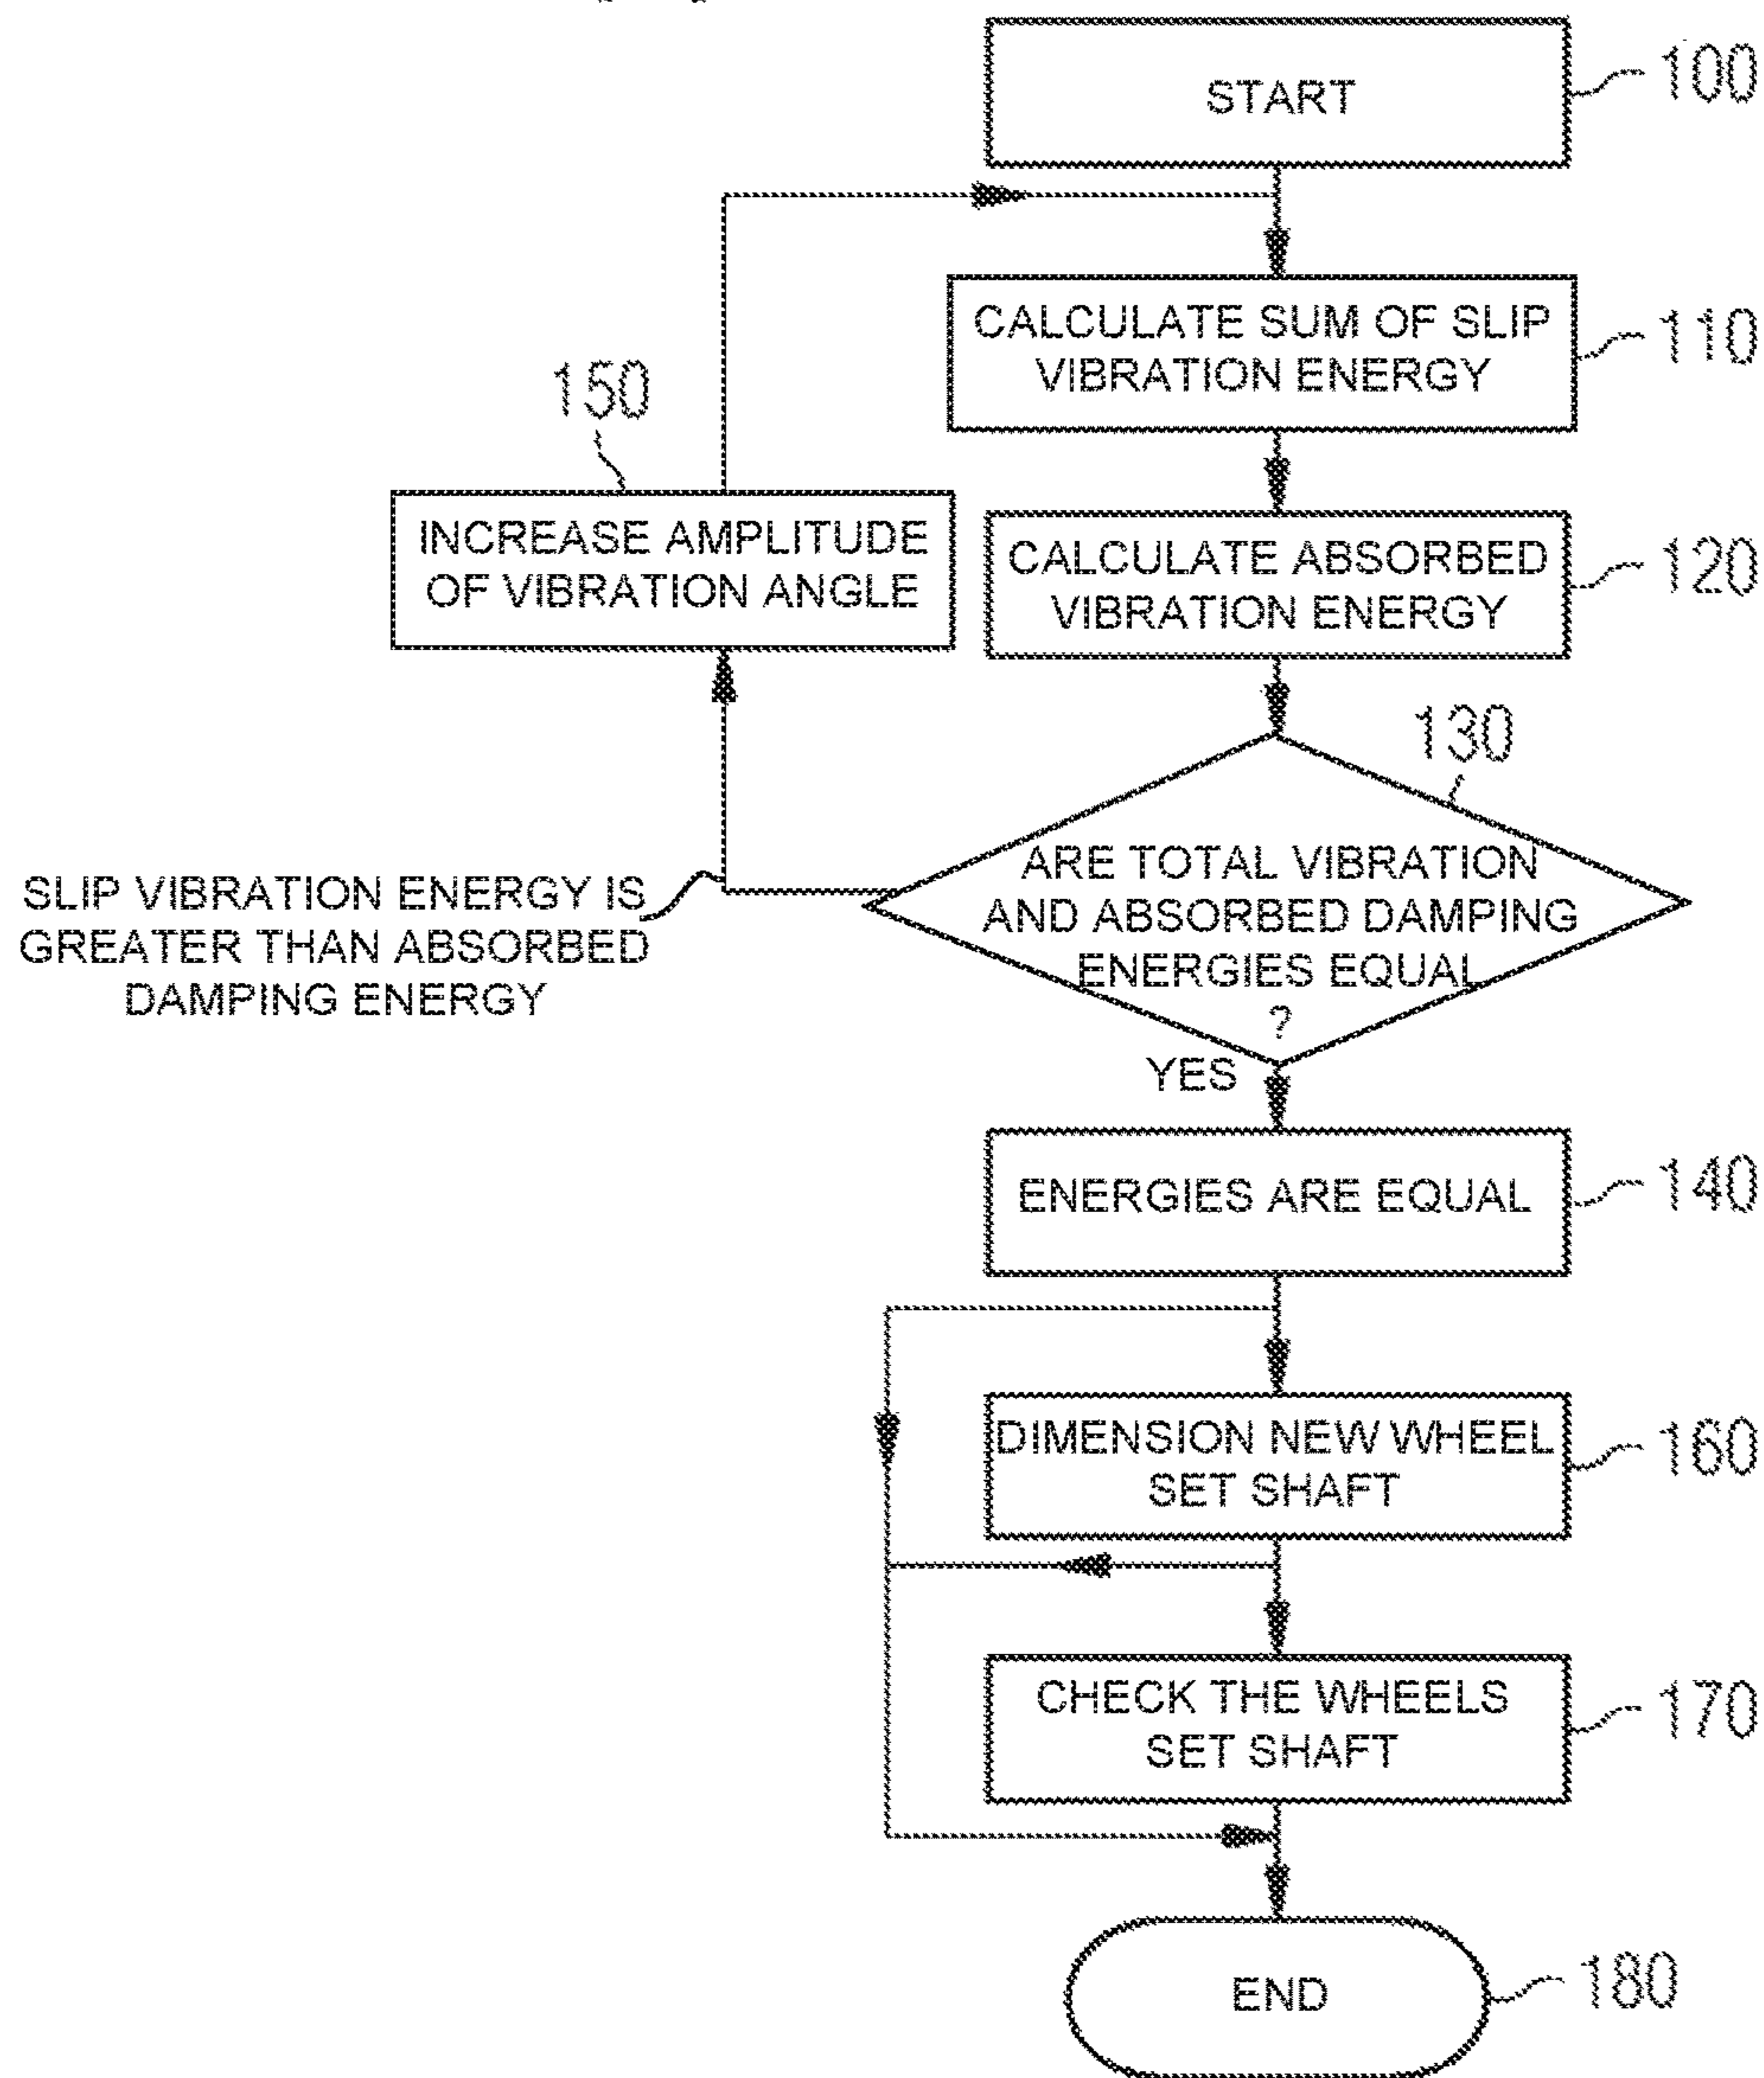 START
100
CALCULATE SUM OF SLIP
VIBRATION ENERGY
110
150
INCREASE AMPLITUDE
OF VIBRATION ANGLE
CALCULATE ABSORBED
VIBRATION ENERGY
120
130
ARE TOTAL VIBRATION
AND ABSORBED DAMPING
ENERGIES EQUAL
?
SLIP VIBRATION ENERGY IS
GREATER THAN ABSORBED
DAMPING ENERGY
YES
ENERGIES ARE EQUAL
140
DIMENSION NEW WHEEL
SET SHAFT
160
CHECK THE WHEELS
SET SHAFT
170
END
180